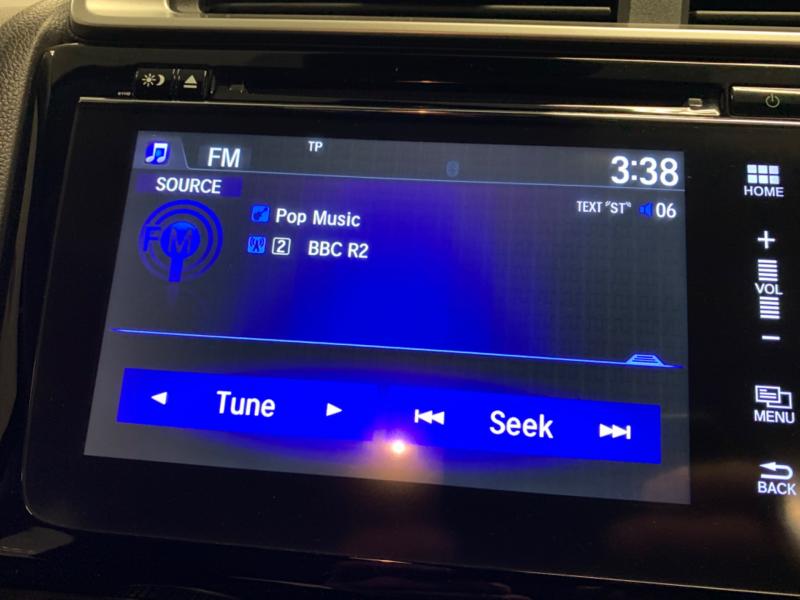 FM
TP
3:38
SOURCE
TEXT "ST"
06
Pop Music
FM
2 BBC R2
Tune
Seek
HOME
+
VOL
-
MENU
BACK